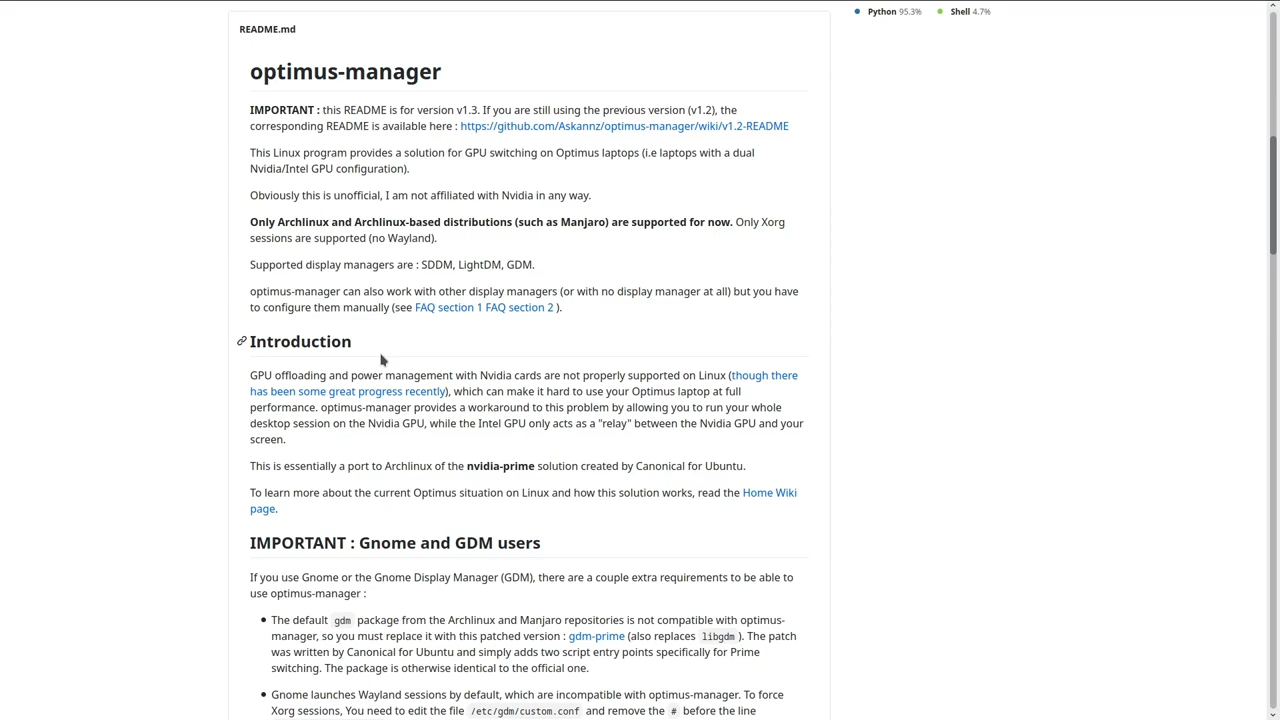 Python 95.3% Shell 4.7%
README.md
optimus-manager
IMPORTANT : this README is for version v1.3. If you are still using the previous version (v1.2), the
corresponding README is available here : https://github.com/Askannz/optimus-manager/wiki/v1.2-README
This Linux program provides a solution for GPU switching on Optimus laptops (i.e laptops with a dual
Nvidia/Intel GPU configuration).
Obviously this is unofficial, I am not affiliated with Nvidia in any way.
Only Archlinux and Archlinux-based distributions (such as Manjaro) are supported for now. Only Xorg
sessions are supported (no Wayland).
Supported display managers are : SDDM, LightDM, GDM.
optimus-manager can also work with other display managers (or with no display manager at all) but you have
to configure them manually (see FAQ section 1 FAQ section 2 ).
Introduction
GPU offloading and power management with Nvidia cards are not properly supported on Linux (though there
has been some great progress recently), which can make it hard to use your Optimus laptop at full
performance. optimus-manager provides a workaround to this problem by allowing you to run your whole
desktop session on the Nvidia GPU, while the Intel GPU only acts as a "relay" between the Nvidia GPU and your
screen.
This is essentially a port to Archlinux of the nvidia-prime solution created by Canonical for Ubuntu.
To learn more about the current Optimus situation on Linux and how this solution works, read the Home Wiki
page.
IMPORTANT : Gnome and GDM users
If you use Gnome or the Gnome Display Manager (GDM), there are a couple extra requirements to be able to
use optimus-manager :
The default gdm package from the Archlinux and Manjaro repositories is not compatible with optimus-
manager, so you must replace it with this patched version : gdm-prime (also replaces libgdm ). The patch
was written by Canonical for Ubuntu and simply adds two script entry points specifically for Prime
switching. The package is otherwise identical to the official one.
Gnome launches Wayland sessions by default, which are incompatible with optimus-manager. To force
Xorg sessions, You need to edit the file /etc/gdm/custom.conf and remove the # before the line